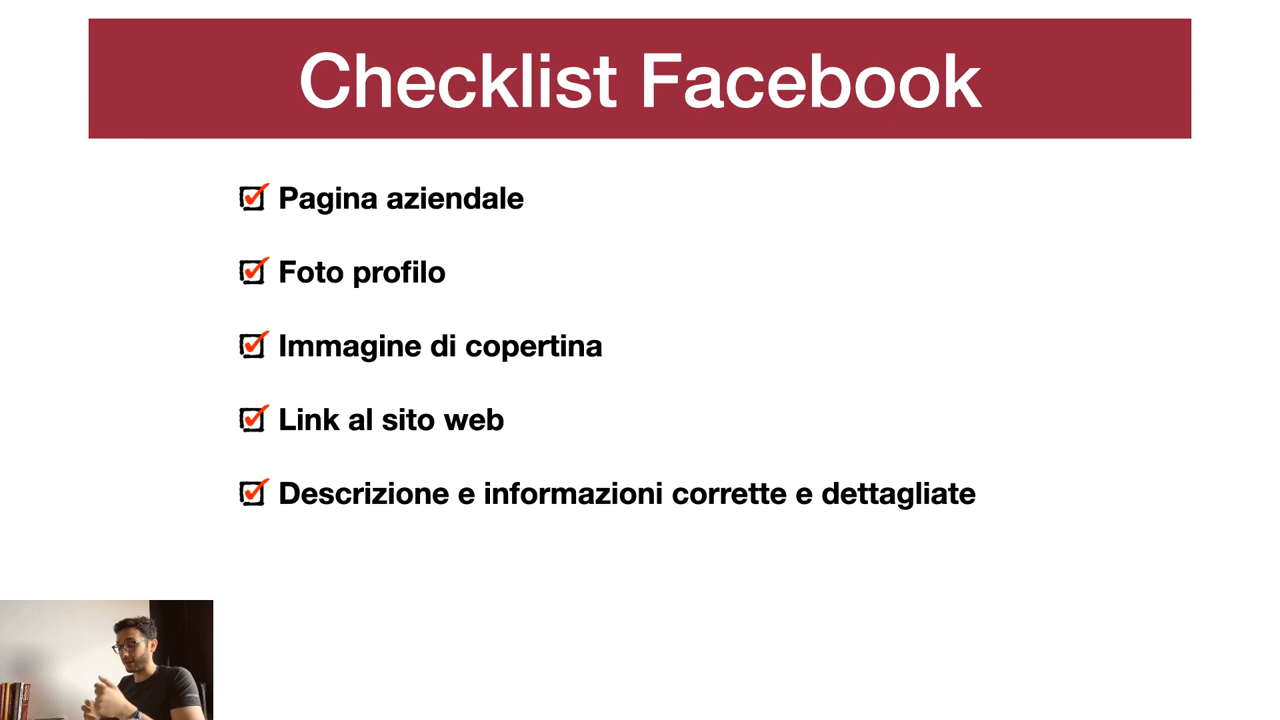 Checklist Facebook
Pagina aziendale
Foto profilo
Immagine di copertina
Link al sito web
Descrizione e informazioni corrette e dettagliate